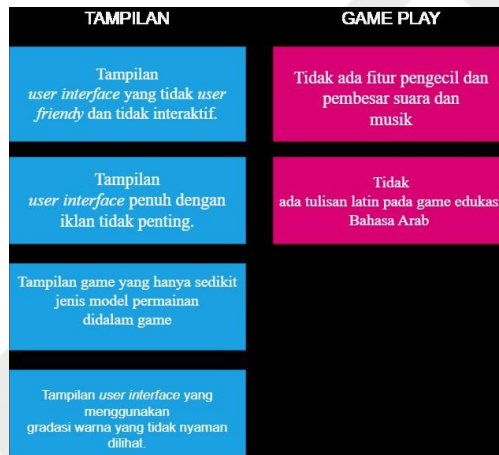 TAMPILAN
Tampilan
user interface yang tidak user
friendy dan tidak interaktif.
Tampilan
user interface penuh dengan
iklan tidak penting.
Tampilan game yang hanya sedikit
jenis model permainan
didalam game
Tampilan user interface yang
menggunakan
gradasi warna yang tidak nyaman
dilihat.
GAME PLAY
Tidak ada fitur pengecil dan
pembesar suara dan
musik
Tidak
ada tulisan latin pada game edukasi
Bahasa Arab